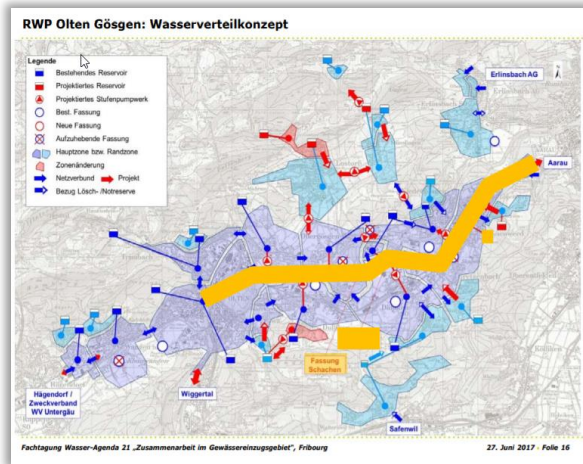 RWP Olten Gösgen: Wasserverteilkonzept
Legende
Bestehendes Reservoir
Projektiertes Reservoir
Projektiertes Stufenpumpwerk
Best. Fassung
Neue Fassung
Aufzuhebende Fassung
Hauptzone bzw. Randzone
Zonenänderung
Netzverbund Projekt
Bezug Lösch- /Notreserve
Erlinsbach AG
Aarau
Fassung
Schachen
Hägendorf /
Zweckverband
WV Untergäu
Wiggertal
Safenwil
Fachtagung Wasser-Agenda 21 „Zusammenarbeit im Gewässereinzugsgebiet", Fribourg
27. Juni 2017 - Folie 16